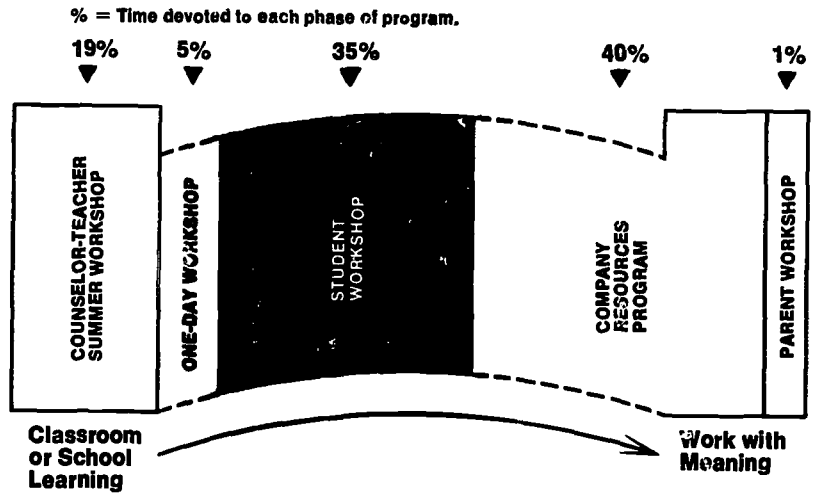 % = Time devoted to each phase of program.
19%
5%
35%
40%
1%
COUNSELOR-TEACHER
SUMMER WORKSHOP
ONE-DAY WORKSHOP
STUDENT
WORKSHOP
COMPANY
RESOURCES
PROGRAM
PARENT WORKSHOP
Classroom
or School
Learning
Work with
Meaning